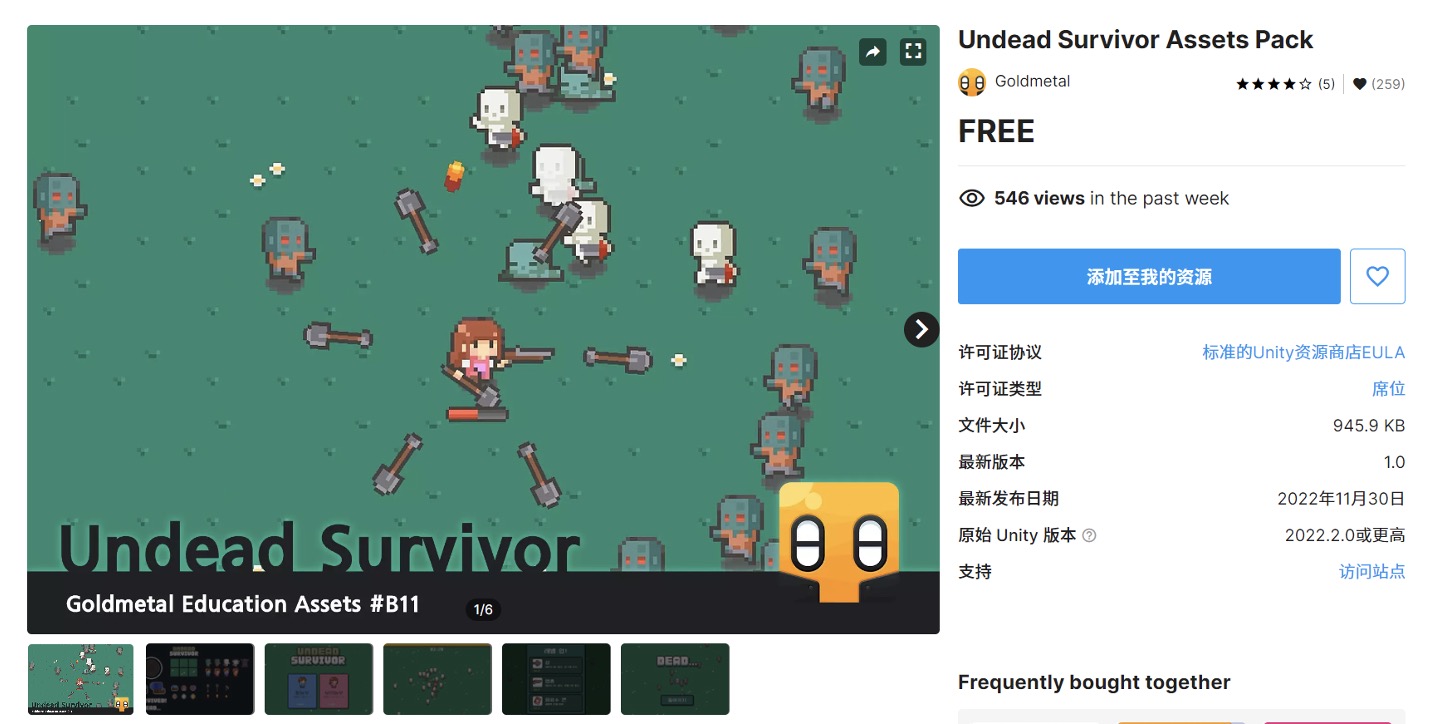 Undead Survivor
Goldmetal Education Assets #B11
1/6
UNDEAD
SURVIVOR
DEAD...
Undead Survivor Assets Pack
Goldmetal
(5)
(259)
FREE
546 views in the past week
添加至我的资源
许可证协议 标准的Unity资源商店EULA
许可证类型 席位
文件大小 945.9 KB
最新版本 1.0
最新发布日期 2022年11月30日
原始 Unity 版本 2022.2.0或更高
支持 访问站点
Frequently bought together